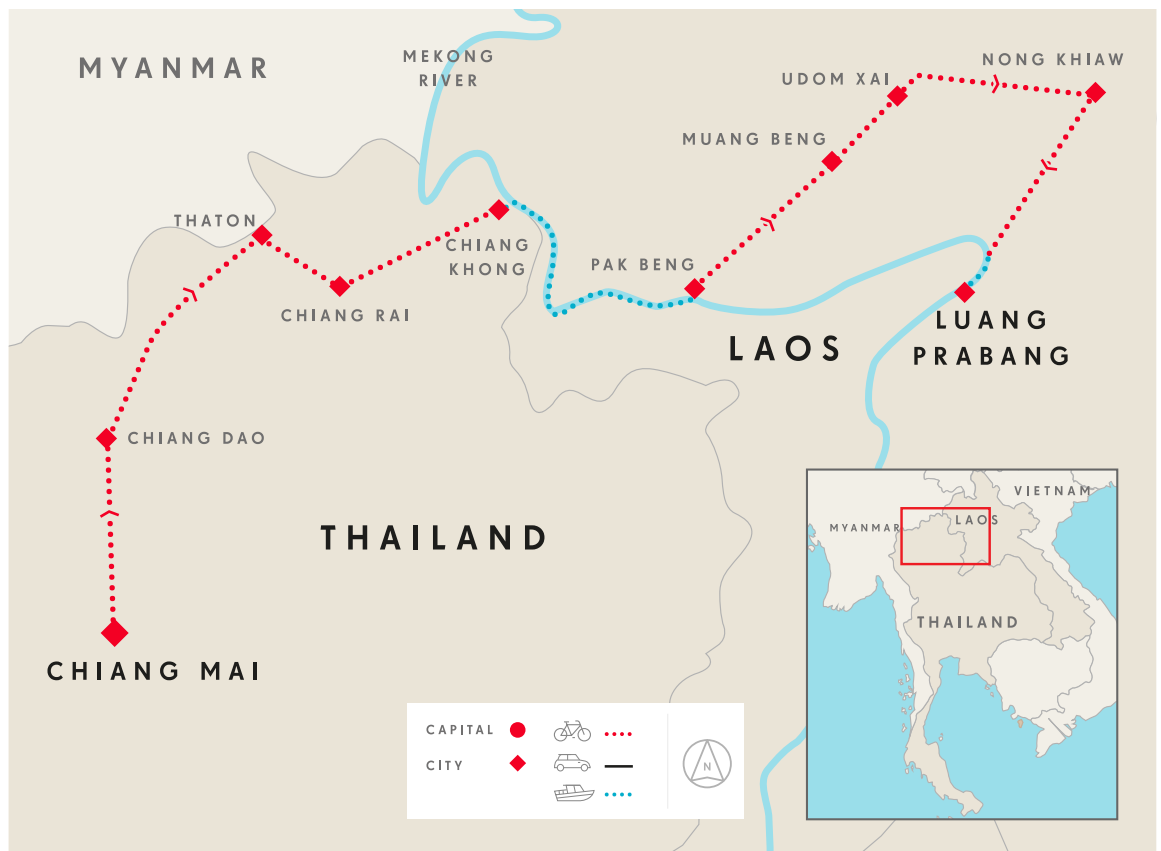 MYANMAR
MEKONG
RIVER
NONG KHIAW
UDOM XAI
MUANG BENG
THATON
CHIANG
KHONG
PAK BENG
CHIANG RAI
LUANG
PRABANG
LAOS
CHIANG DAO
THAILAND
CHIANG MAI
CAPITAL
CITY
N
VIETNAM
LAOS
MYANMAR
THAILAND